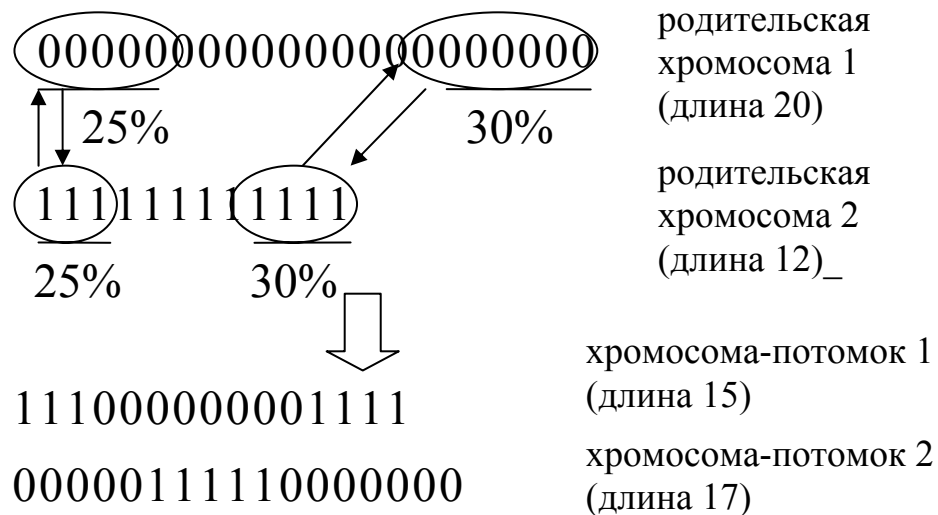 000000000000000000000
родительская
хромосома 1
(длина 20)
25%
30%
111111111111
родительская
хромосома 2
(длина 12)_
25%
30%
хромосома-потомок 1
(длина 15)
111000000001111
хромосома-потомок 2
(длина 17)
00000111110000000